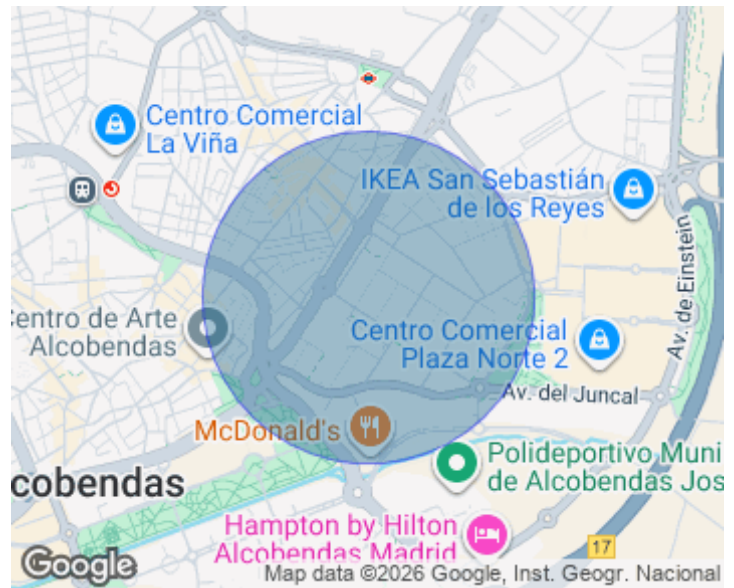 Centro Comercial
La Viña
IKEA San Sebastián
de los Reyes
Av. de Einstein
entro de Arte
Alcobendas
Centro Comercial
Plaza Norte 2
Av. del Juncal
McDonald's
cobendas
Polideportivo Muni
de Alcobendas Jos
Hampton by Hilton
Alcobendas Madrid
17
Google
Map data ©2026 Google, Inst. Geogr. Nacional